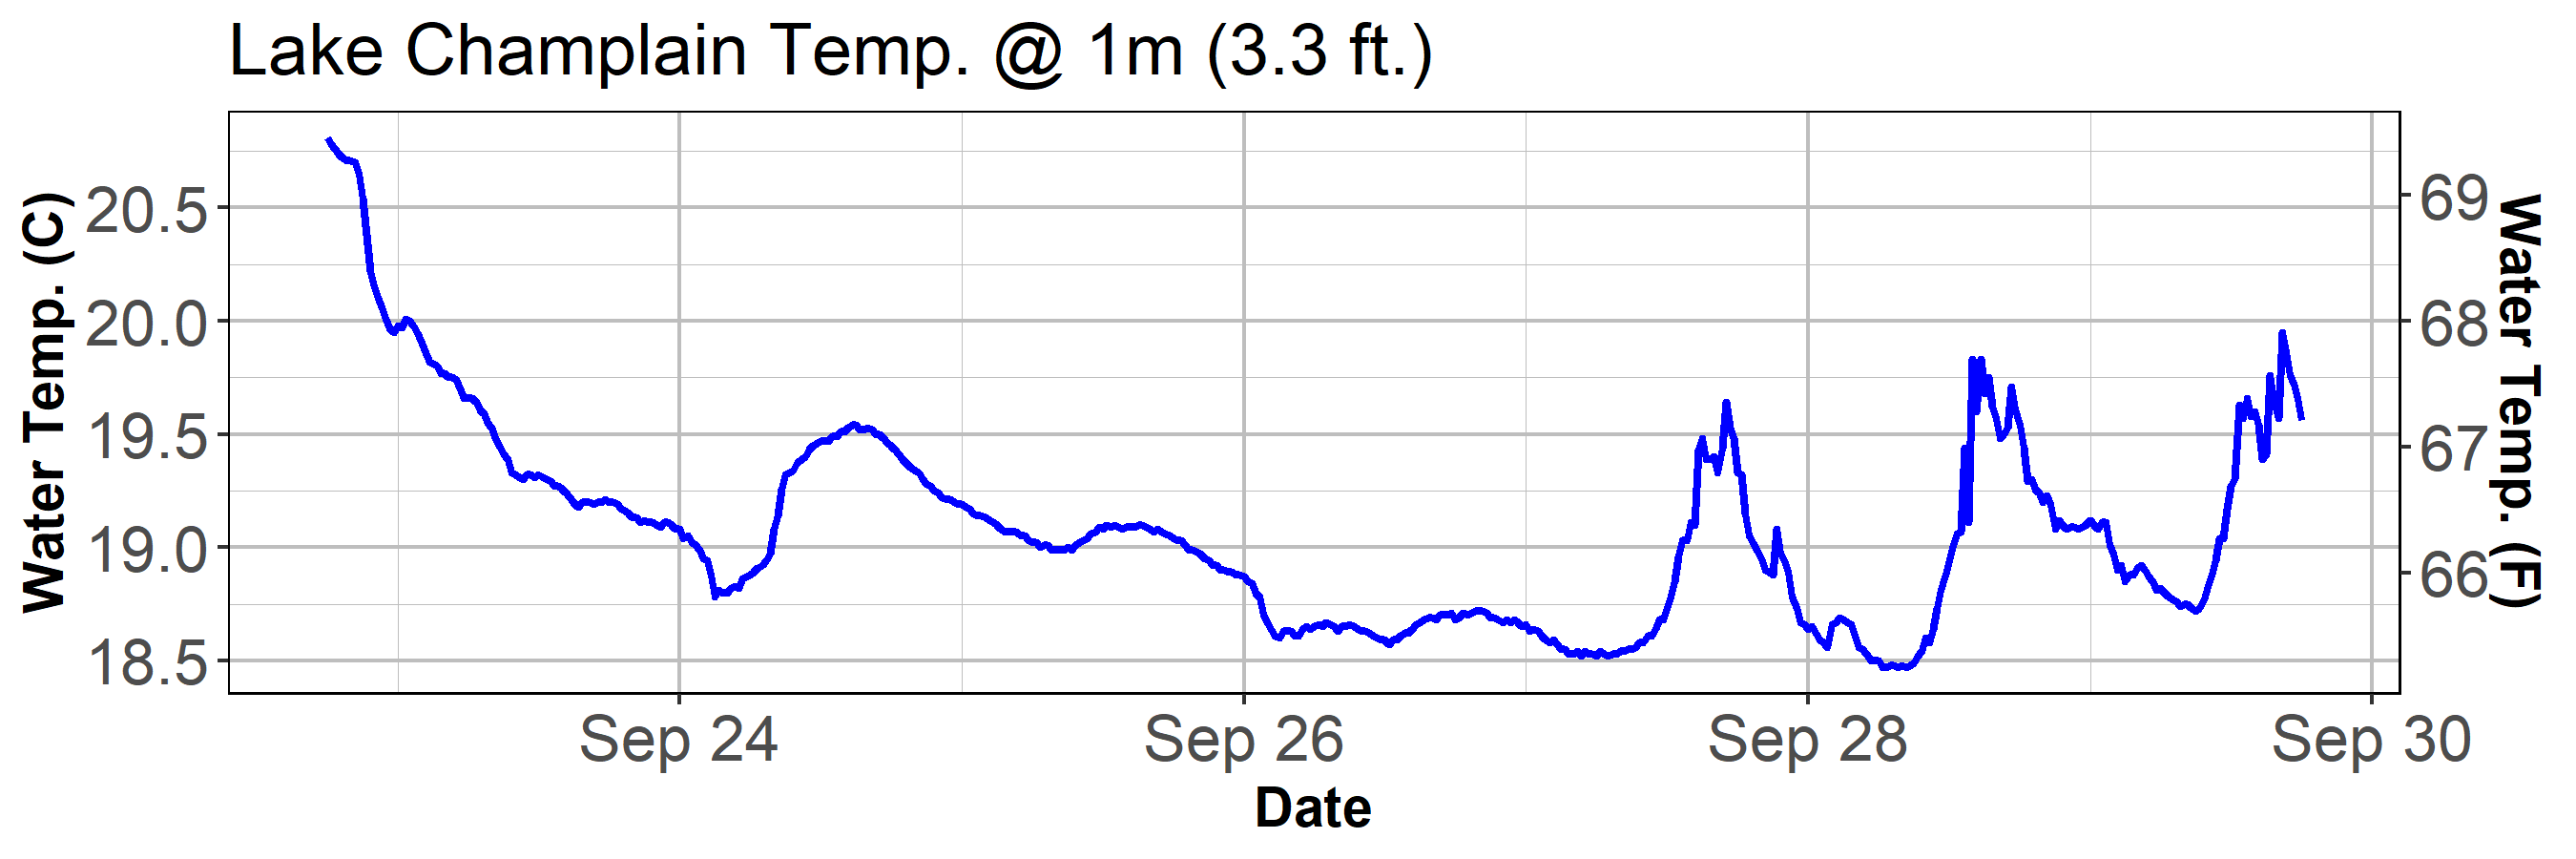 Lake Champlain Temp. @ 1m (3.3 ft.)
Water Temp. (C)
20.5
20.0
19.5
19.0
18.5
69
68
67
66
Water Temp. (F)
Sep 24
Sep 26
Sep 28
Sep 30
Date